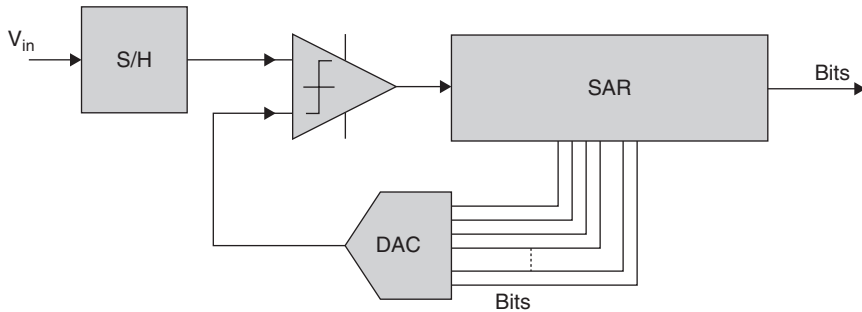 V_in
S/H
SAR
Bits
DAC
Bits